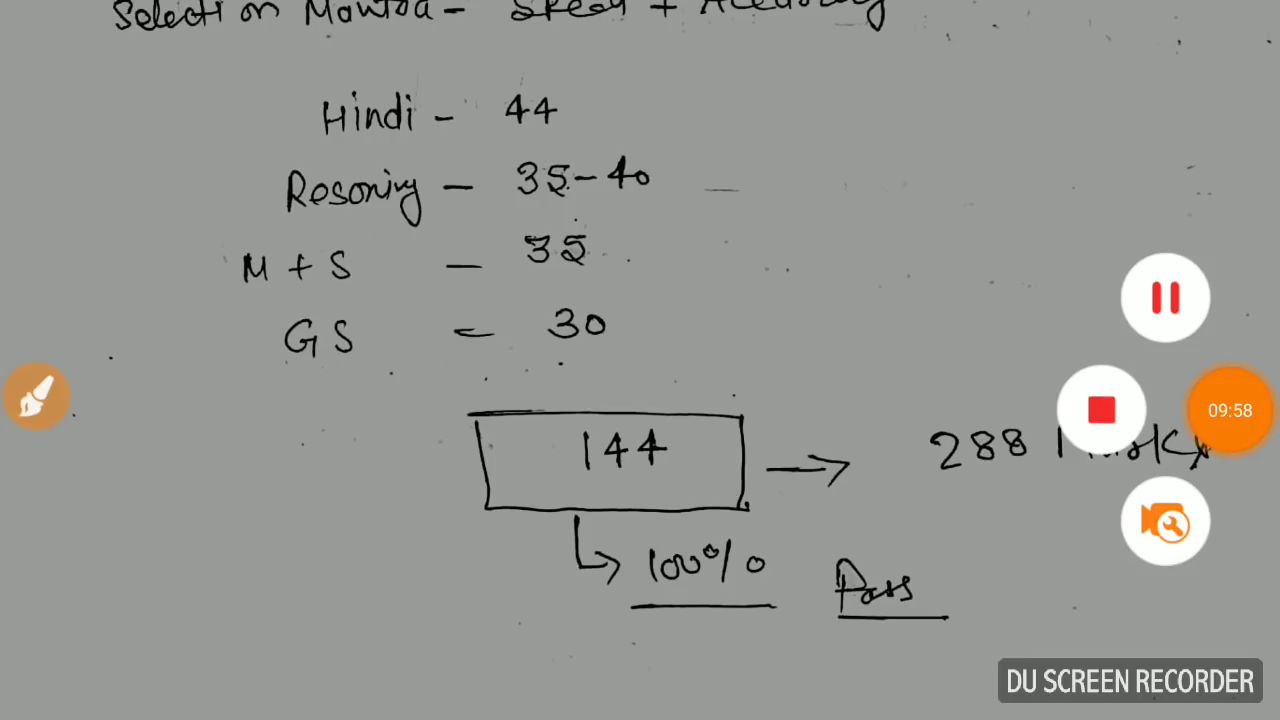 Selection Mantra - Speed + Accuracy
Hindi - 44
Resoning - 35-40
M + S - 35
GS = 30
144 → 288 Marks
100% Pass
09:58
DU SCREEN RECORDER